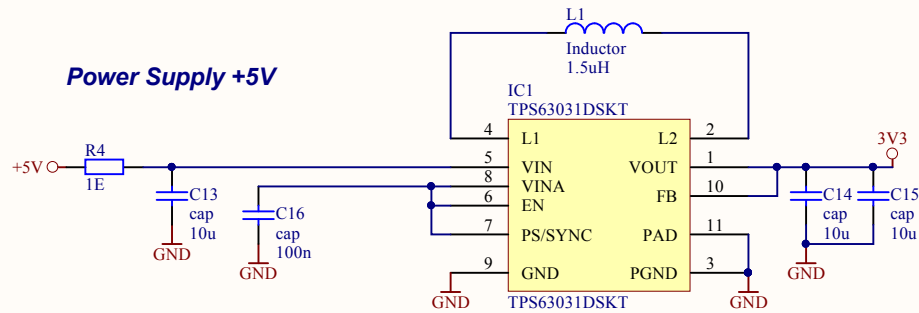 L1
Inductor
1.5uH
Power Supply +5V
IC1
TPS63031DSKT
4 L1 L2 2
3V3
+5V R4 5 VIN VOUT 1
1E
8 VINA
C13 6 EN FB 10 C14 C15
cap C16 cap cap
10u cap 7 PS/SYNC PAD 11 10u 10u
100n
GND GND 9 GND PGND 3 GND
GND GND
TPS63031DSKT